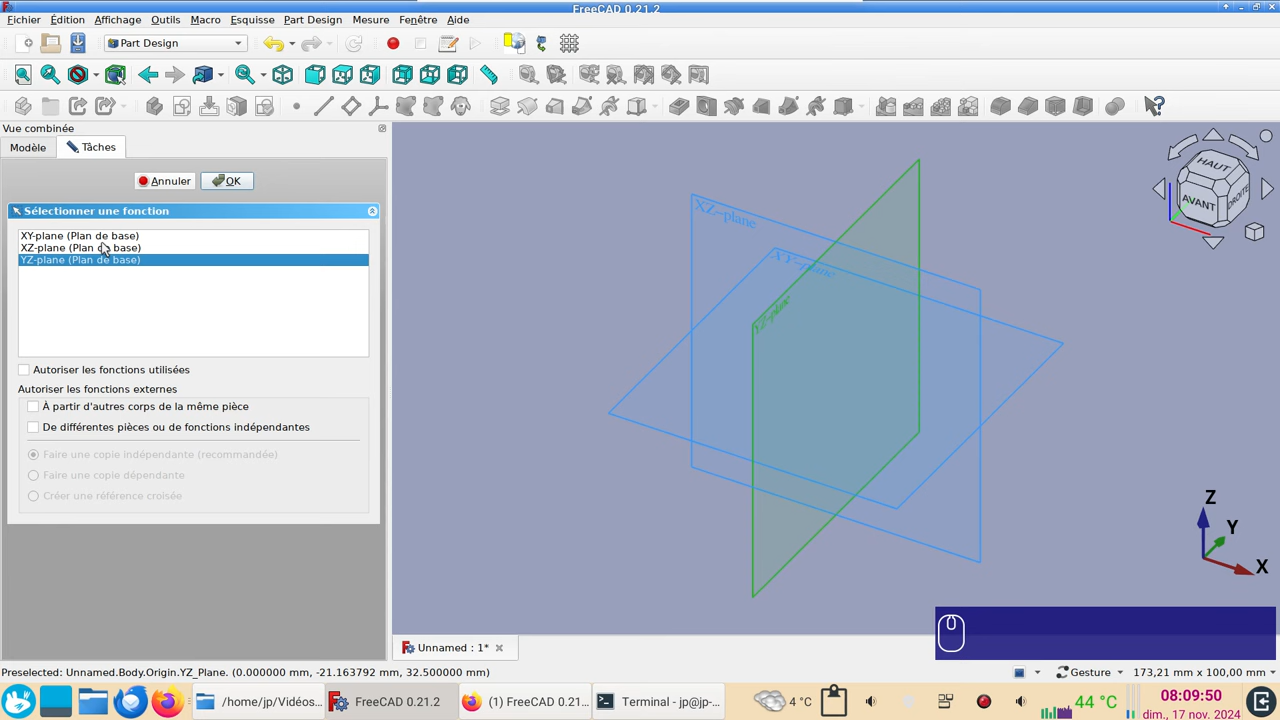 FreeCAD 0.21.2
Fichier Édition Affichage Outils Macro Esquisse Part Design Mesure Fenêtre Aide
Part Design
Vue combinée
Modèle Tâches
Annuler OK
Sélectionner une fonction
XY-plane (Plan de base)
XZ-plane (Plan de base)
YZ-plane (Plan de base)
Autoriser les fonctions utilisées
Autoriser les fonctions externes
À partir d'autres corps de la même pièce
De différentes pièces ou de fonctions indépendantes
Faire une copie indépendante (recommandée)
Faire une copie dépendante
Créer une référence croisée
XZ-plane
XY-plane
YZ-plane
HAUT
AVANT
DROITE
Z
Y
X
Unnamed : 1*
Preselected: Unnamed.Body.Origin.YZ_Plane. (0.000000 mm, -21.163792 mm, 32.500000 mm)
Gesture
173,21 mm x 100,00 mm
/home/jp/Vidéos...
FreeCAD 0.21.2
(1) FreeCAD 0.21...
Terminal - jp@jp-...
4 °C
44 °C
08:09:50
dim., 17 nov. 2024